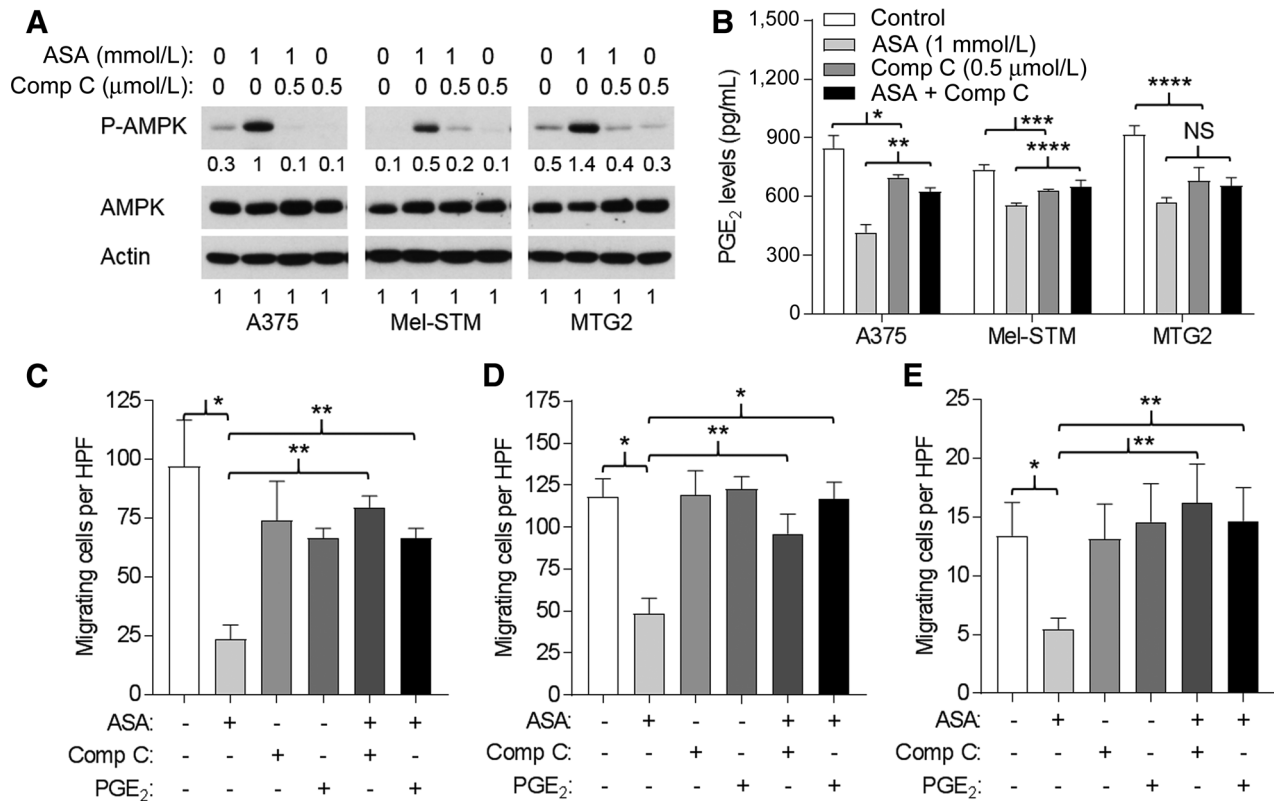 A
ASA (mmol/L): 0 1 1 0 0 1 1 0 0 1 1 0
Comp C (μmol/L): 0 0 0.5 0.5 0 0 0.5 0.5 0 0 0.5 0.5
P-AMPK
0.3 1 0.1 0.1 0.1 0.5 0.2 0.1 0.5 1.4 0.4 0.3
AMPK
Actin
1 1 1 1 1 1 1 1 1 1 1 1
A375 Mel-STM MTG2
B
PGE2 levels (pg/mL)
1,500
1,200
900
600
300
0
Control
ASA (1 mmol/L)
Comp C (0.5 μmol/L)
ASA + Comp C
* *** ****
** **** NS
A375 Mel-STM MTG2
C
Migrating cells per HPF
125
100
75
50
25
0
* **
**
ASA: - + - - + +
Comp C: - - + - + -
PGE2: - - - + - +
D
Migrating cells per HPF
175
150
125
100
75
50
25
0
*
* **
ASA: - + - - + +
Comp C: - - + - + -
PGE2: - - - + - +
E
Migrating cells per HPF
25
20
15
10
5
0
**
**
*
ASA: - + - - + +
Comp C: - - + - + -
PGE2: - - - + - +